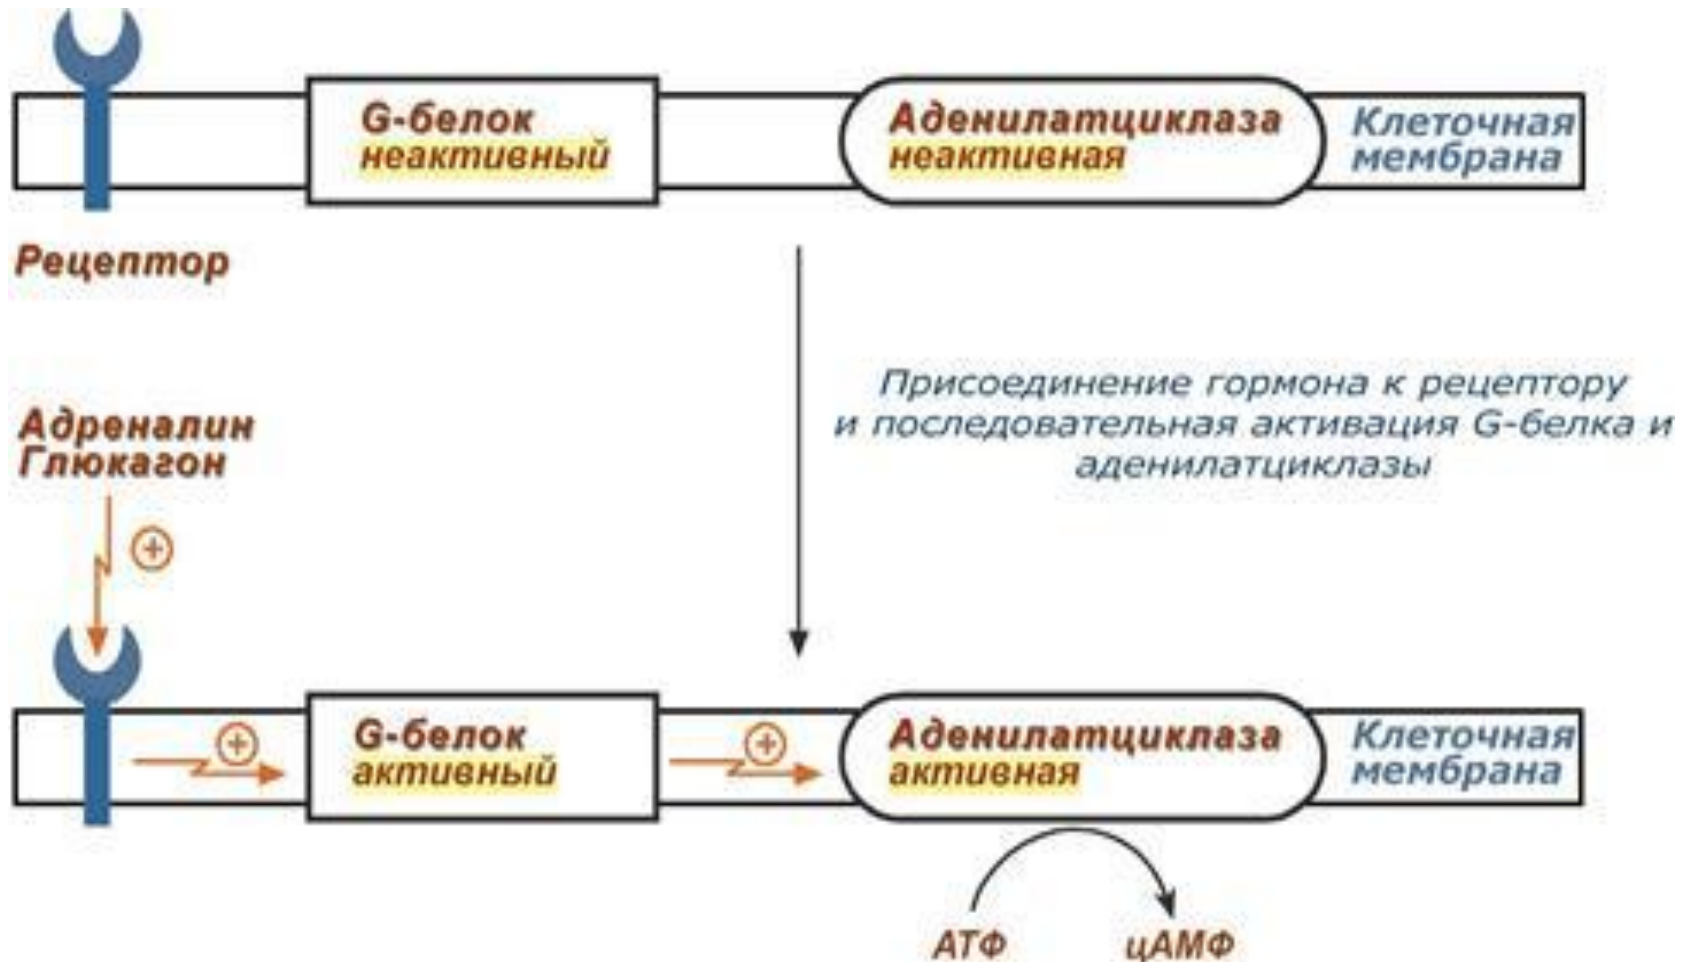 G-белок
неактивный
Аденилатциклаза
неактивная
Клеточная
мембрана
Рецептор
Присоединение гормона к рецептору
и последовательная активация G-белка и
аденилатциклазы
Адреналин
Глюкагон
+
G-белок
активный
+
+
Аденилатциклаза
активная
Клеточная
мембрана
АТФ
цАМФ